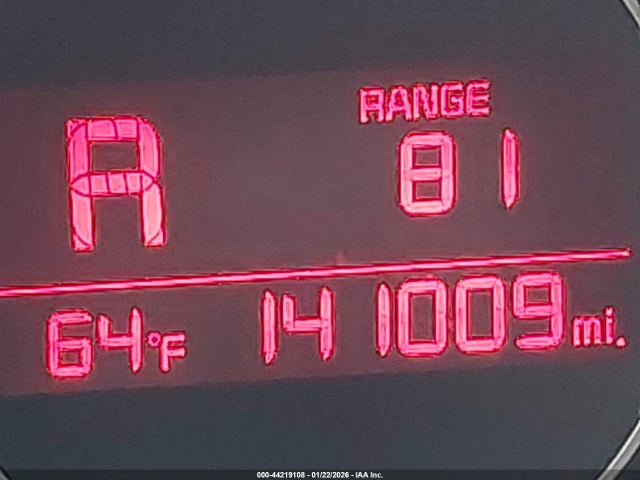 RANGE
A 81
64°F 141009 mi.
000-44219108 - 01/22/2026 - IAA Inc.